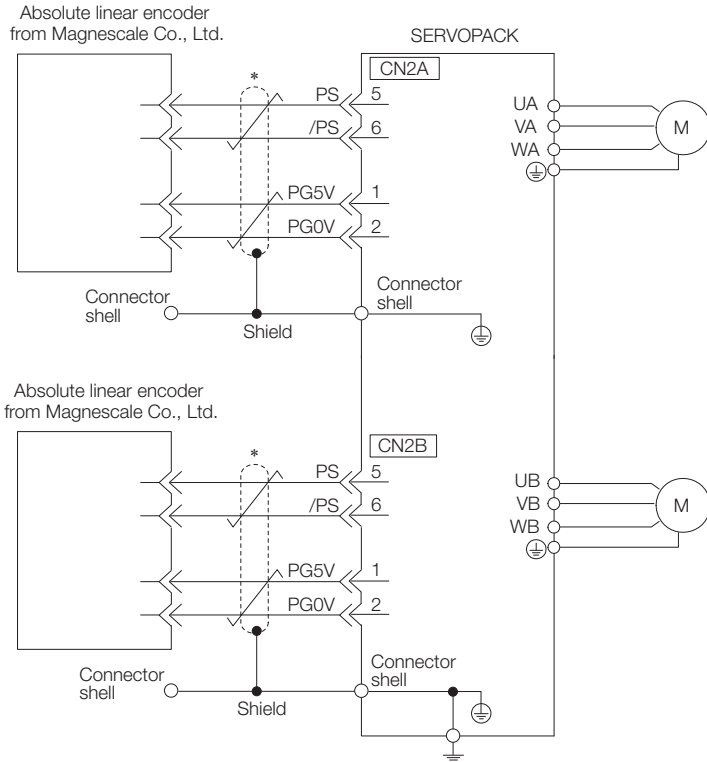 Absolute linear encoder
from Magnescale Co., Ltd.
SERVOPACK
CN2A
*
PS 5
/PS 6
PG5V 1
PG0V 2
UA
VA
WA
M
Connector
shell
Shield
Connector
shell
Absolute linear encoder
from Magnescale Co., Ltd.
CN2B
*
PS 5
/PS 6
PG5V 1
PG0V 2
UB
VB
WB
M
Connector
shell
Shield
Connector
shell